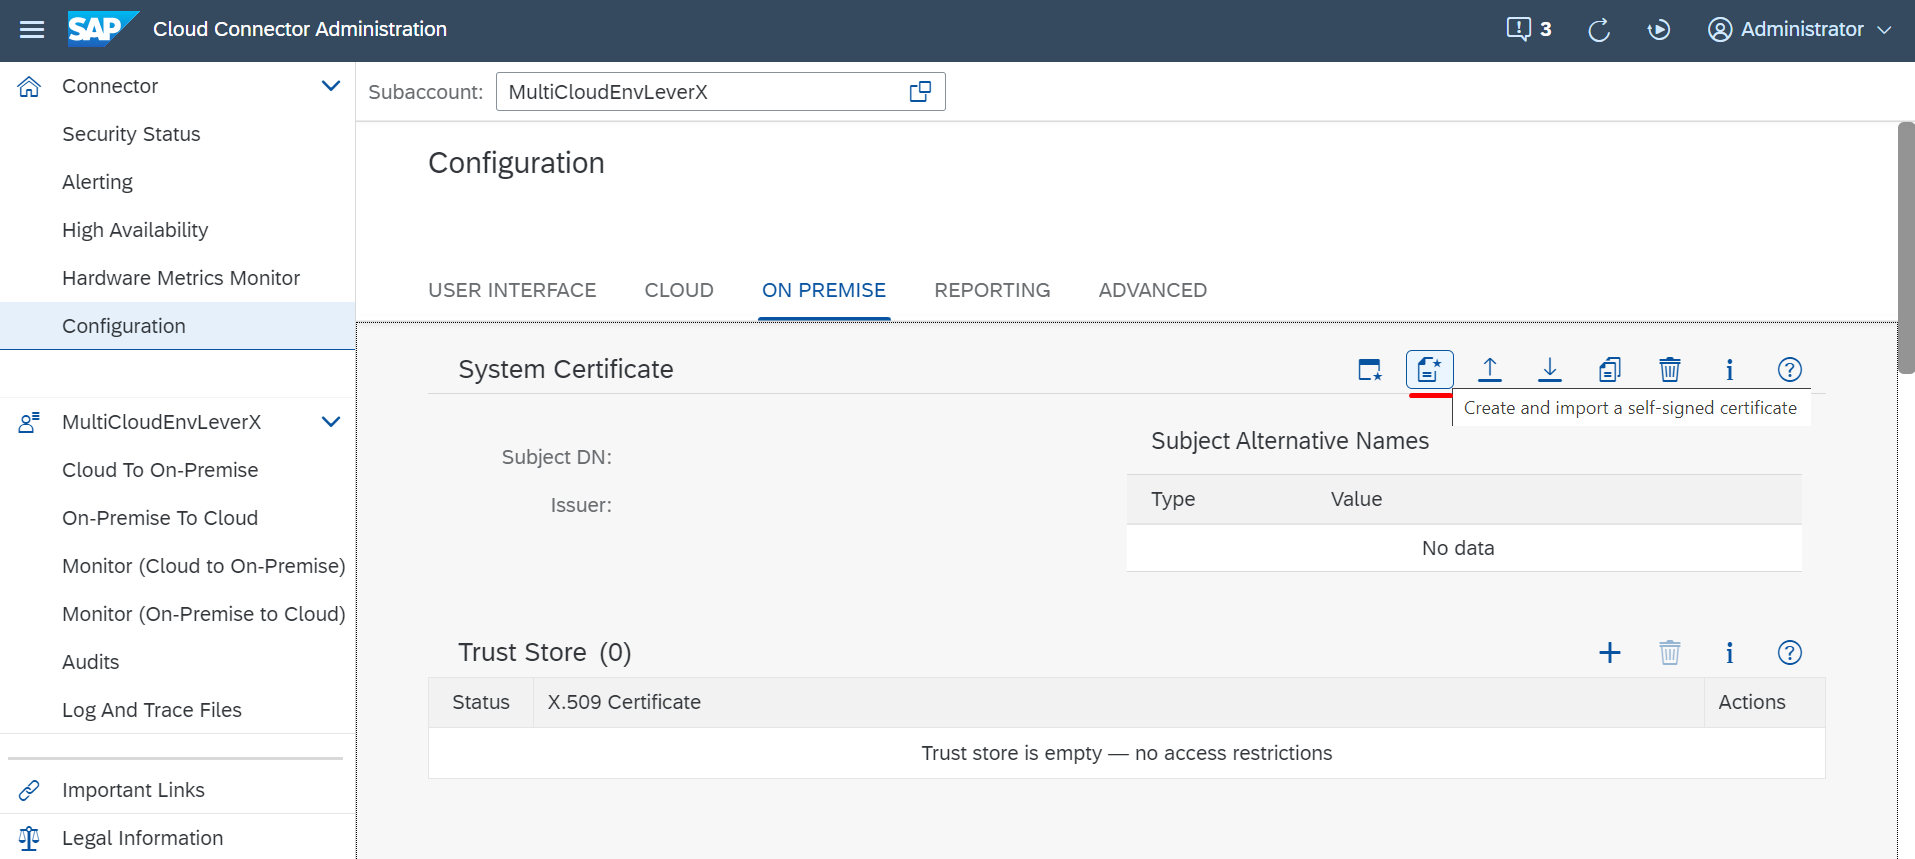 SAP Cloud Connector Administration
3
Administrator
Connector
Security Status
Alerting
High Availability
Hardware Metrics Monitor
Configuration
MultiCloudEnvLeverX
Cloud To On-Premise
On-Premise To Cloud
Monitor (Cloud to On-Premise)
Monitor (On-Premise to Cloud)
Audits
Log And Trace Files
Important Links
Legal Information
Subaccount: MultiCloudEnvLeverX
Configuration
USER INTERFACE CLOUD ON PREMISE REPORTING ADVANCED
System Certificate
Create and import a self-signed certificate
Subject DN:
Issuer:
Subject Alternative Names
Type Value
No data
Trust Store (0)
Status X.509 Certificate Actions
Trust store is empty — no access restrictions